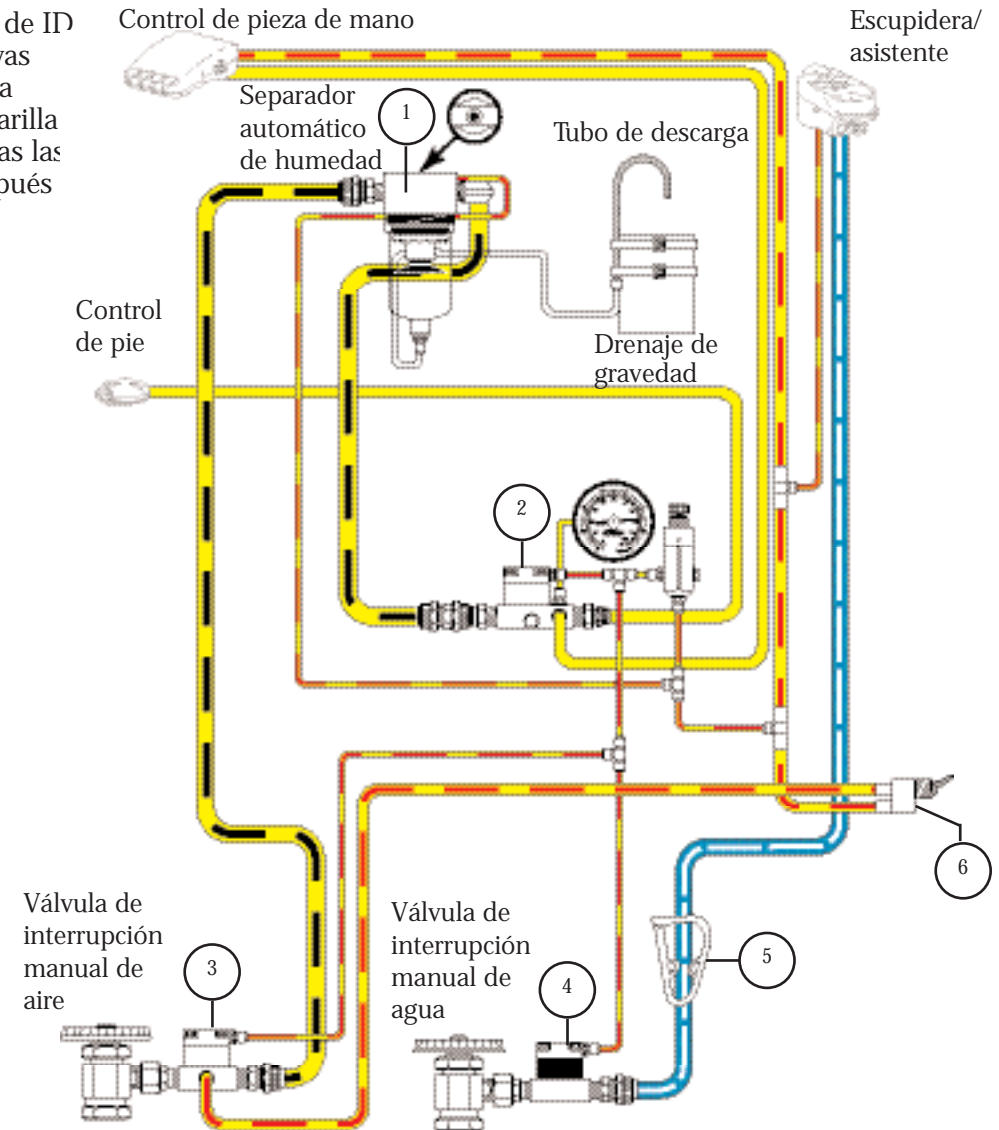 de ID
Control de pieza de mano
Escupidera/
asistente
Separador
automático
de humedad
1
Tubo de descarga
Control
de pie
Drenaje de
gravedad
2
6
Válvula de
interrupción
manual de
aire
3
Válvula de
interrupción
manual de
agua
4
5